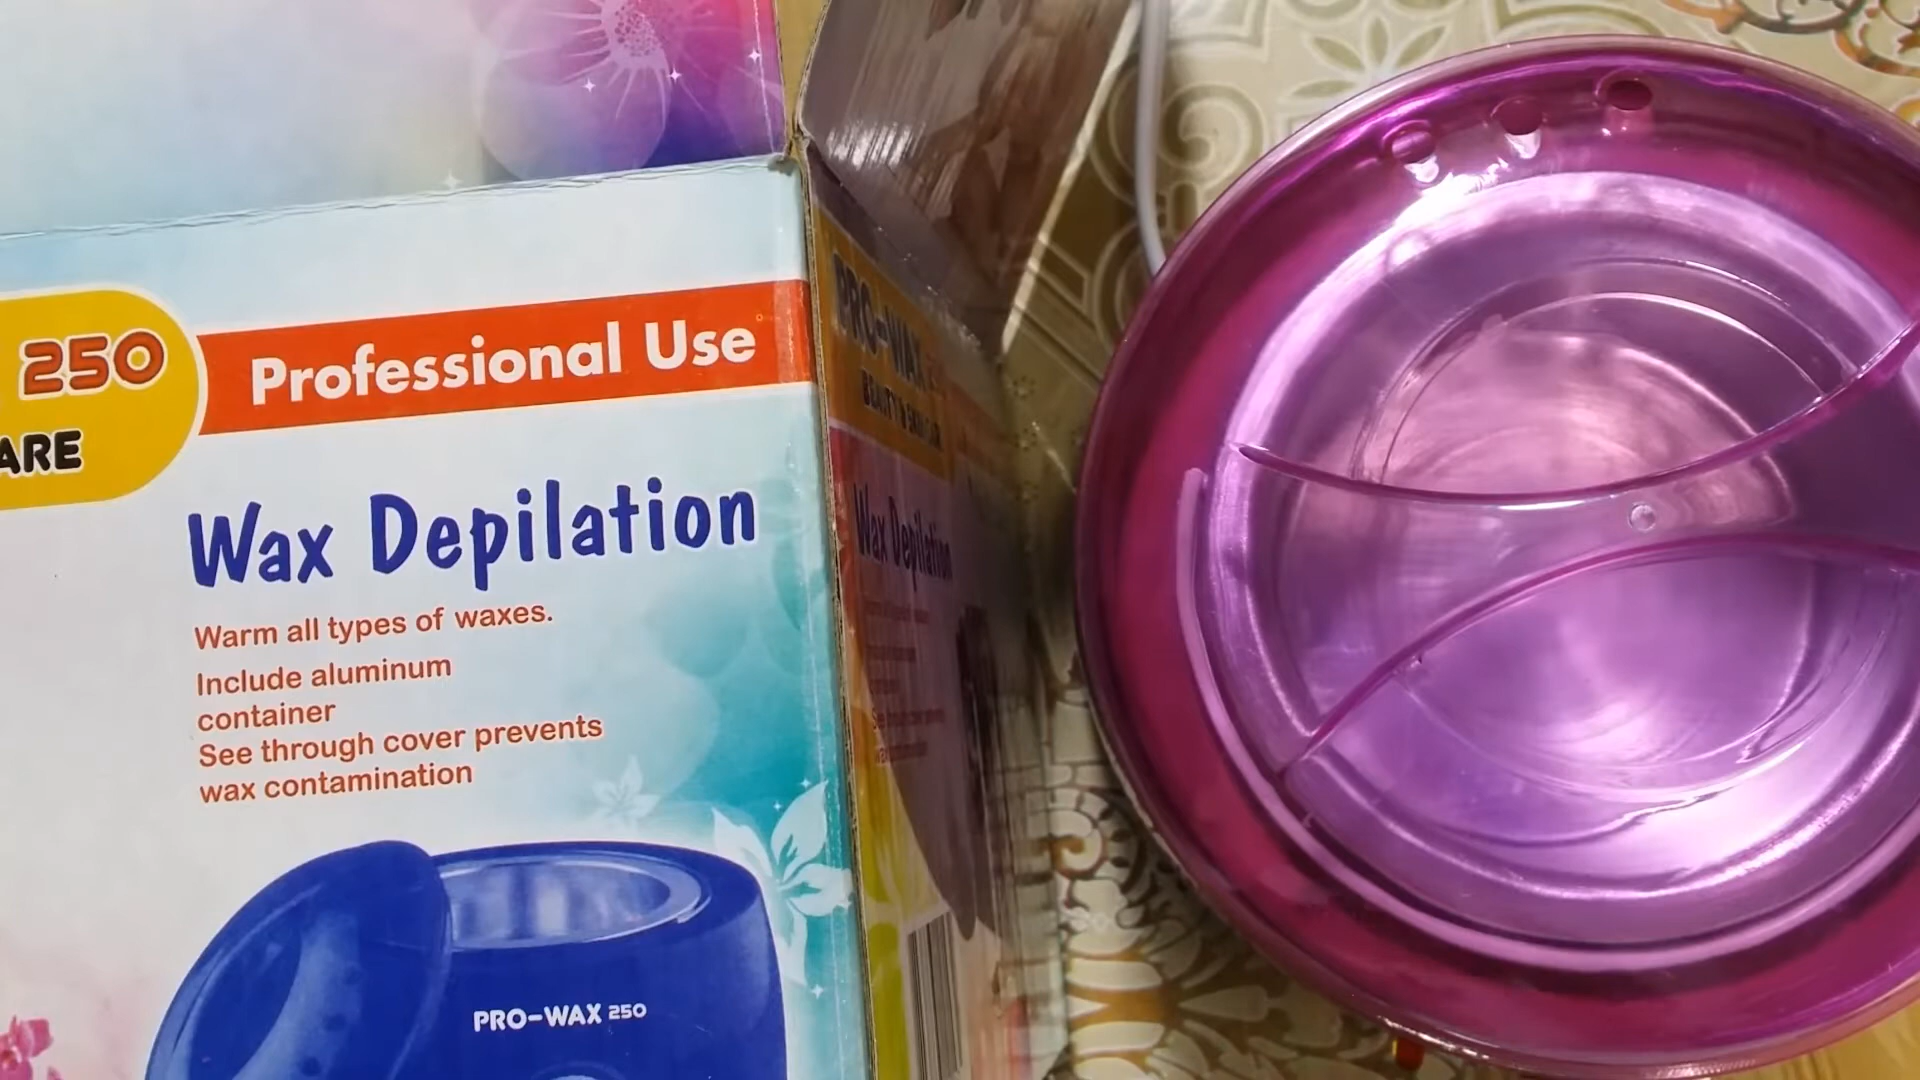 250
ARE
Professional Use
Wax Depilation
Warm all types of waxes.
Include aluminum
container
See through cover prevents
wax contamination
PRO-WAX 250
PRO-WAX
BEAUTY &
Wax Depilation